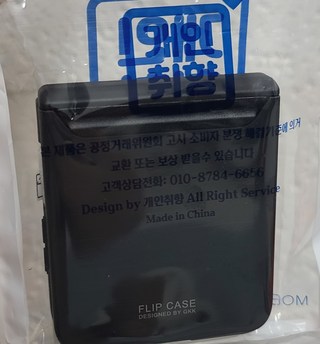 개인
취향
본 제품은 공정거래위원회 고시 소비자 분쟁 해결기준에 의거
교환 또는 보상 받을수 있습니다
고객상담전화: 010-8784-6656
Design by 개인취향 All Right Service
Made in China
FLIP CASE
DESIGNED BY GKK